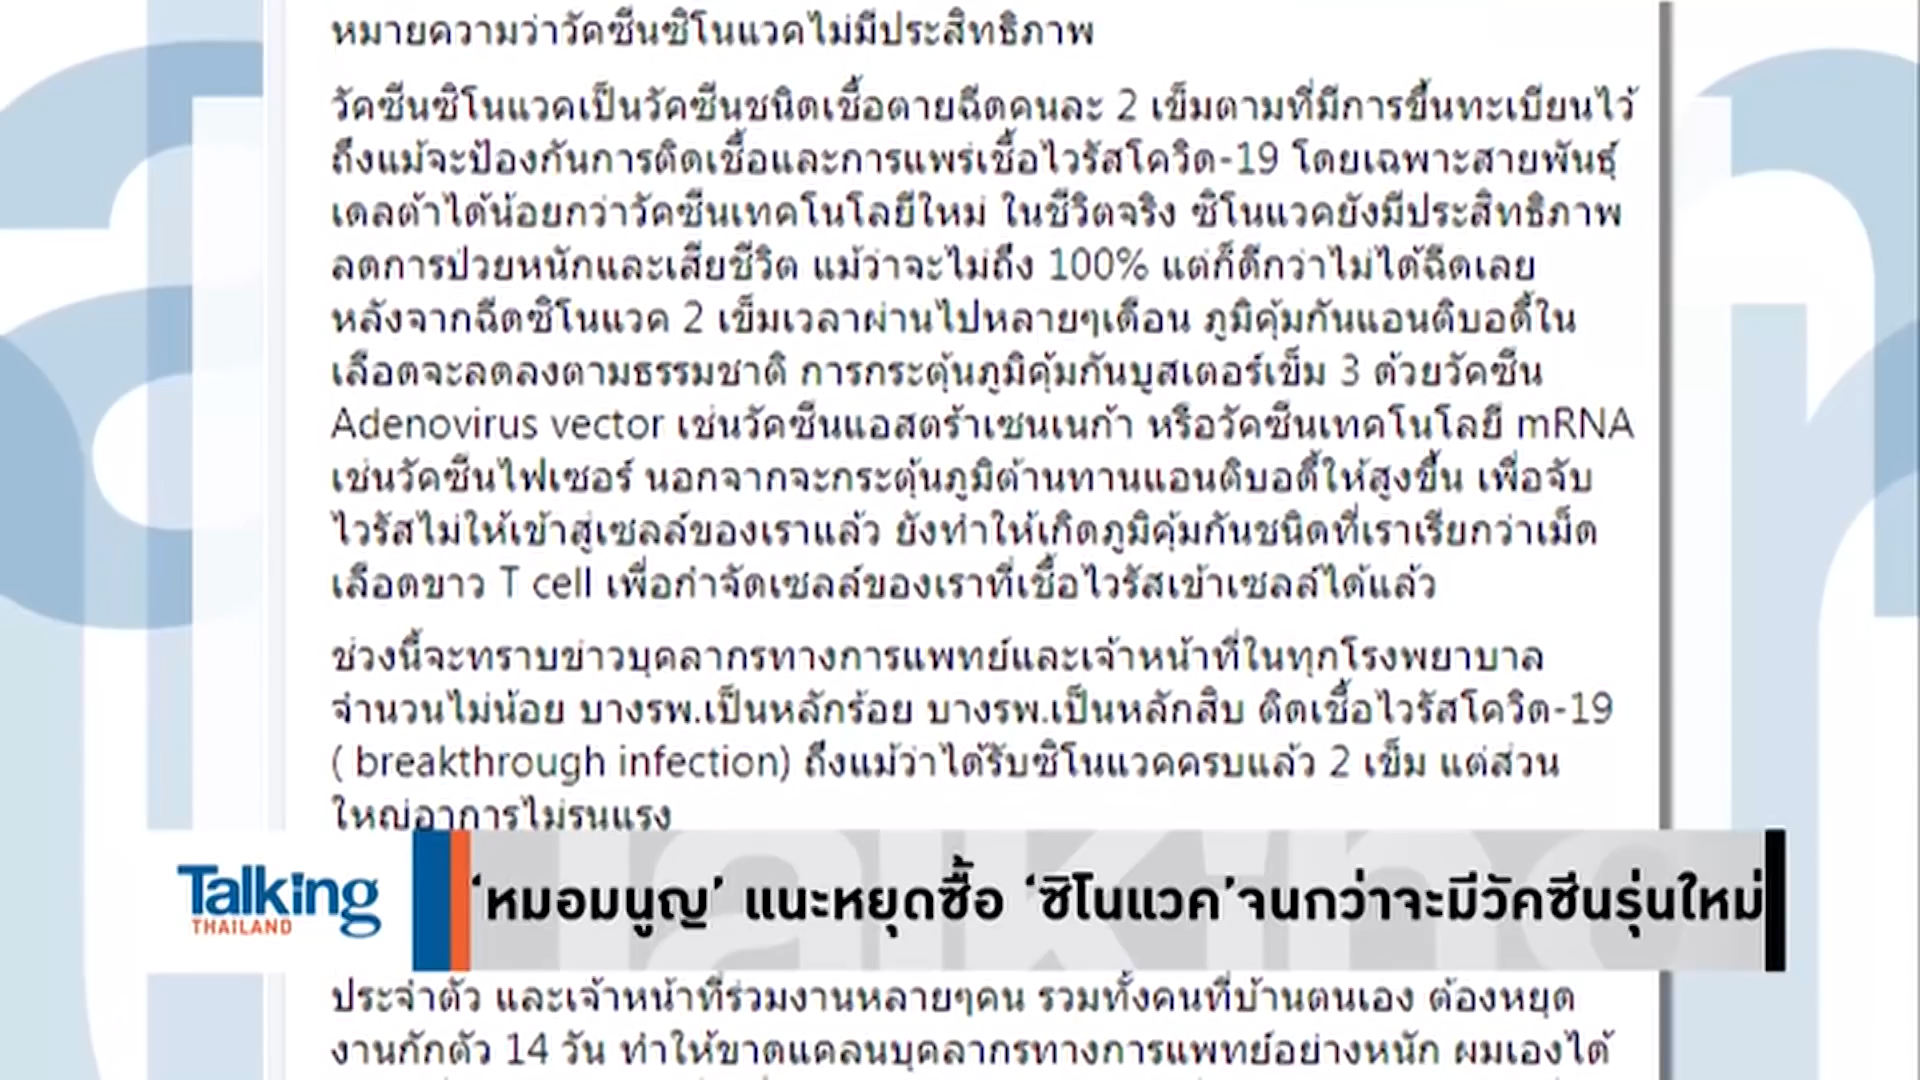 หมายความว่าวัคซีนซิโนแวคไม่มีประสิทธิภาพ
วัคซีนซิโนแวคเป็นวัคซีนชนิดเชื้อตายฉีดคนละ 2 เข็มตามที่มีการขึ้นทะเบียนไว้
ถึงแม้จะป้องกันการติดเชื้อและการแพร่เชื้อไวรัสโควิด-19 โดยเฉพาะสายพันธุ์
เดลต้าได้น้อยกว่าวัคซีนเทคโนโลยีใหม่ ในชีวิตจริง ซิโนแวคยังมีประสิทธิภาพ
ลดการป่วยหนักและเสียชีวิต แม้ว่าจะไม่ถึง 100% แต่ก็ดีกว่าไม่ได้ฉีดเลย
หลังจากฉีดซิโนแวค 2 เข็มเวลาผ่านไปหลายๆเดือน ภูมิคุ้มกันแอนติบอดี้ใน
เลือดจะลดลงตามธรรมชาติ การกระตุ้นภูมิคุ้มกันบูสเตอร์เข็ม 3 ด้วยวัคซีน
Adenovirus vector เช่นวัคซีนแอสตร้าเซนเนก้า หรือวัคซีนเทคโนโลยี mRNA
เช่นวัคซีนไฟเซอร์ นอกจากจะกระตุ้นภูมิต้านทานแอนติบอดี้ให้สูงขึ้น เพื่อจับ
ไวรัสไม่ให้เข้าสู่เซลล์ของเราแล้ว ยังทำให้เกิดภูมิคุ้มกันชนิดที่เราเรียกว่าเม็ด
เลือดขาว T cell เพื่อกำจัดเซลล์ของเราที่เชื้อไวรัสเข้าเซลล์ได้แล้ว
ช่วงนี้จะทราบข่าวบุคลากรทางการแพทย์และเจ้าหน้าที่ในทุกโรงพยาบาล
จำนวนไม่น้อย บางรพ.เป็นหลักร้อย บางรพ.เป็นหลักสิบ ติดเชื้อไวรัสโควิด-19
( breakthrough infection) ถึงแม้ว่าได้รับซิโนแวคครบแล้ว 2 เข็ม แต่ส่วน
ใหญ่อาการไม่รุนแรง
Talking
THAILAND
‘หมอมนูญ’ แนะหยุดซื้อ ‘ซิโนแวค’จนกว่าจะมีวัคซีนรุ่นใหม่
ประจำตัว และเจ้าหน้าที่ร่วมงานหลายๆคน รวมทั้งคนที่บ้านตนเอง ต้องหยุด
งานกักตัว 14 วัน ทำให้ขาดแคลนบุคลากรทางการแพทย์อย่างหนัก ผมเองได้